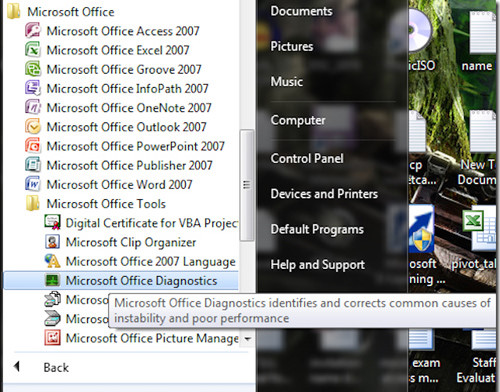 Microsoft Office
Microsoft Office Access 2007
Microsoft Office Excel 2007
Microsoft Office Groove 2007
Microsoft Office InfoPath 2007
Microsoft Office OneNote 2007
Microsoft Office Outlook 2007
Microsoft Office PowerPoint 2007
Microsoft Office Publisher 2007
Microsoft Office Word 2007
Microsoft Office Tools
Digital Certificate for VBA Projec
Microsoft Clip Organizer
Microsoft Office 2007 Language
Microsoft Office Diagnostics
Microso
Microso
Microsoft Office Picture Manage
Back
Microsoft Office Diagnostics identifies and corrects common causes of
instability and poor performance
Documents
Pictures
Music
Computer
Control Panel
Devices and Printers
Default Programs
Help and Support
icISO
name
cp
etca...
New T
Docum
osoft
ning ...
pivot-tal
exam
ss m...
Staff
Evaluat